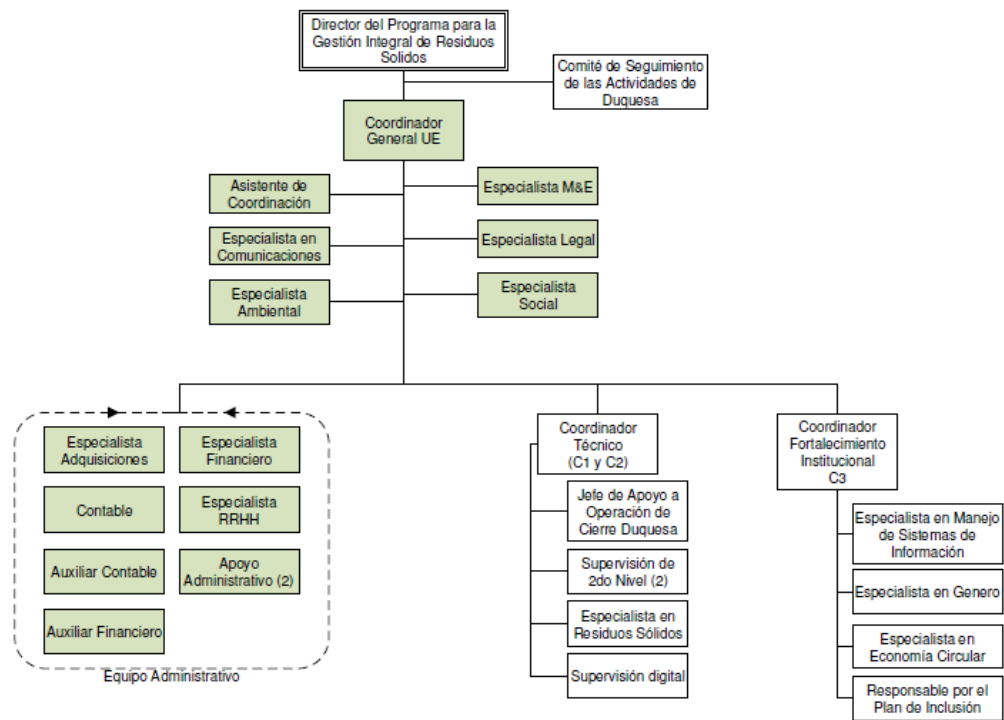 Director del Programa para la
Gestión Integral de Residuos
Solidos
Comité de Seguimiento
de las Actividades de
Duquesa
Coordinador
General UE
Asistente de
Coordinación
Especialista M&E
Especialista en
Comunicaciones
Especialista Legal
Especialista
Ambiental
Especialista
Social
Especialista
Adquisiciones
Especialista
Financiero
Contable
Especialista
RRHH
Auxiliar Contable
Apoyo
Administrativo (2)
Auxiliar Financiero
Equipo Administrativo
Coordinador
Técnico
(C1 y C2)
Jefe de Apoyo a
Operación de
Cierre Duquesa
Supervisión de
2do Nivel (2)
Especialista en
Residuos Sólidos
Supervisión digital
Coordinador
Fortalecimiento
Institucional
C3
Especialista en Manejo
de Sistemas de
Información
Especialista en Genero
Especialista en
Economía Circular
Responsable por el
Plan de Inclusión